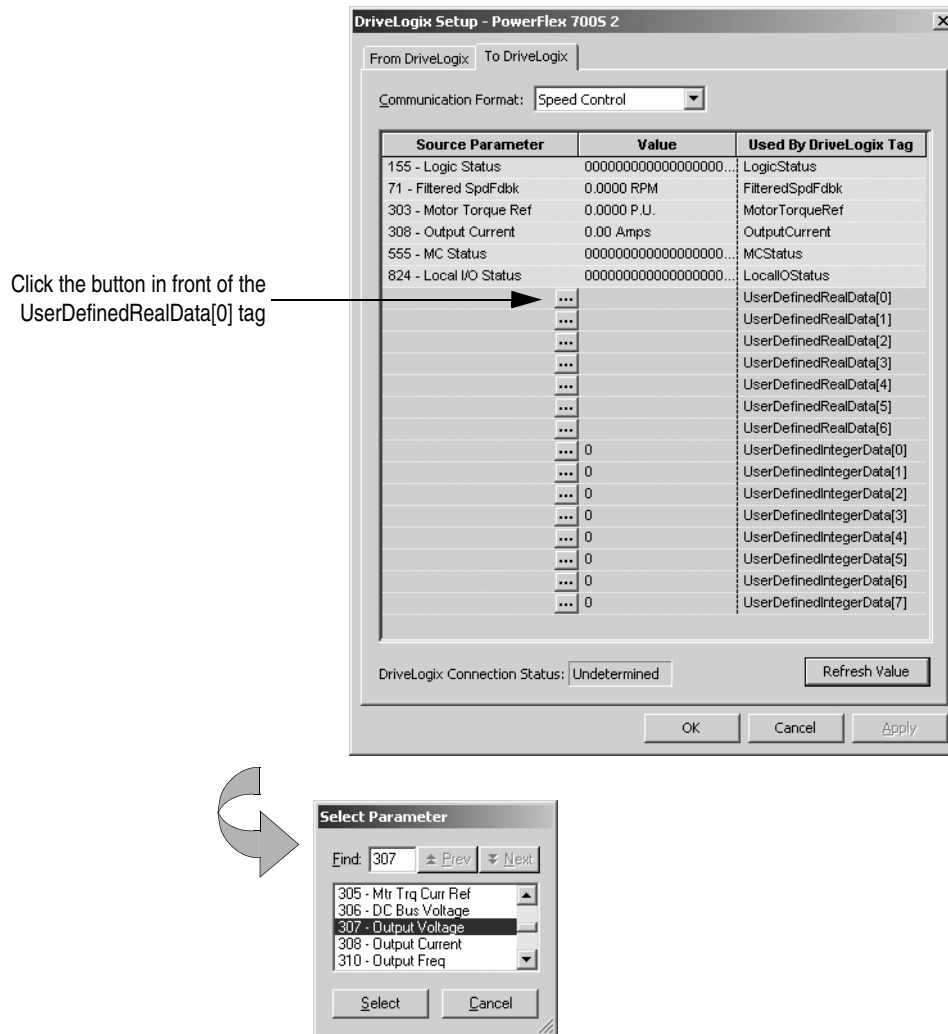 DriveLogix Setup - PowerFlex 700S 2
From DriveLogix To DriveLogix
Communication Format: Speed Control
Source Parameter Value Used By DriveLogix Tag
155 - Logic Status 000000000000000000... LogicStatus
71 - Filtered SpdFdbk 0.0000 RPM FilteredSpdFdbk
303 - Motor Torque Ref 0.0000 P.U. MotorTorqueRef
308 - Output Current 0.00 Amps OutputCurrent
555 - MC Status 000000000000000000... MCStatus
824 - Local I/O Status 000000000000000000... LocalIOStatus
Click the button in front of the
UserDefinedRealData[0] tag
... UserDefinedRealData[0]
... UserDefinedRealData[1]
... UserDefinedRealData[2]
... UserDefinedRealData[3]
... UserDefinedRealData[4]
... UserDefinedRealData[5]
... UserDefinedRealData[6]
... 0 UserDefinedIntegerData[0]
... 0 UserDefinedIntegerData[1]
... 0 UserDefinedIntegerData[2]
... 0 UserDefinedIntegerData[3]
... 0 UserDefinedIntegerData[4]
... 0 UserDefinedIntegerData[5]
... 0 UserDefinedIntegerData[6]
... 0 UserDefinedIntegerData[7]
DriveLogix Connection Status: Undetermined Refresh Value
OK Cancel Apply
Select Parameter
Find: 307 Prev Next
305 - Mtr Trq Curr Ref
306 - DC Bus Voltage
307 - Output Voltage
308 - Output Current
310 - Output Freq
Select Cancel